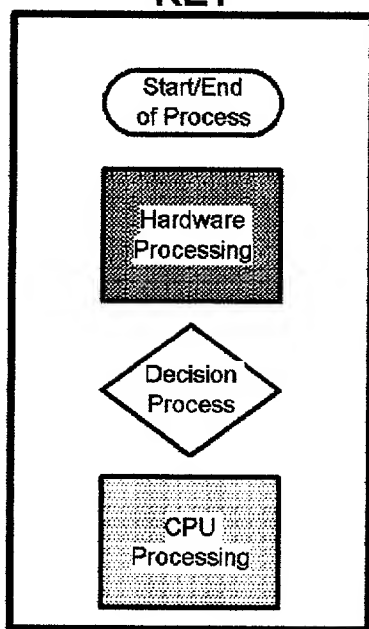 KEY
Start/End
of Process
Hardware
Processing
Decision
Process
CPU
Processing